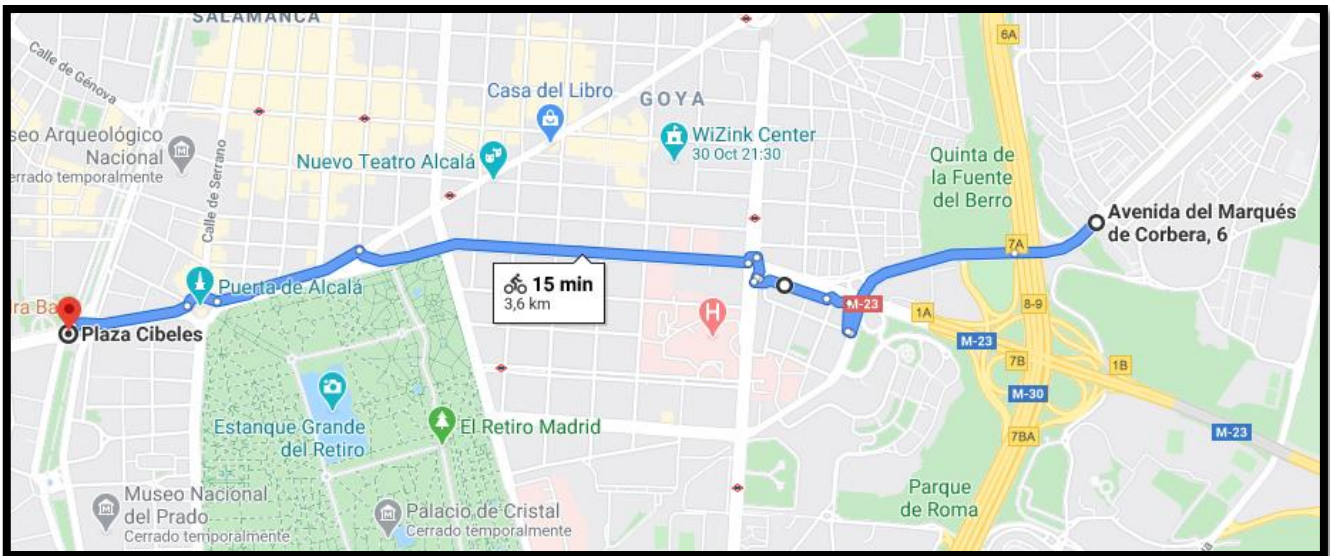 SALAMANCA
6A
Calle de Génova
Casa del Libro
GOYA
seo Arqueológico
Nacional
errado temporalmente
Nuevo Teatro Alcalá
WiZink Center
30 Oct 21:30
Quinta de
la Fuente
del Berro
Calle de Serrano
Avenida del Marqués
de Corbera, 6
7A
Puerta de Alcalá
15 min
3,6 km
M-23
8-9
1A
Plaza Cibeles
H
M-23
7B
1B
M-30
Estanque Grande
del Retiro
El Retiro Madrid
7BA
M-23
Museo Nacional
del Prado
Cerrado temporalmente
Palacio de Cristal
Cerrado temporalmente
Parque
de Roma